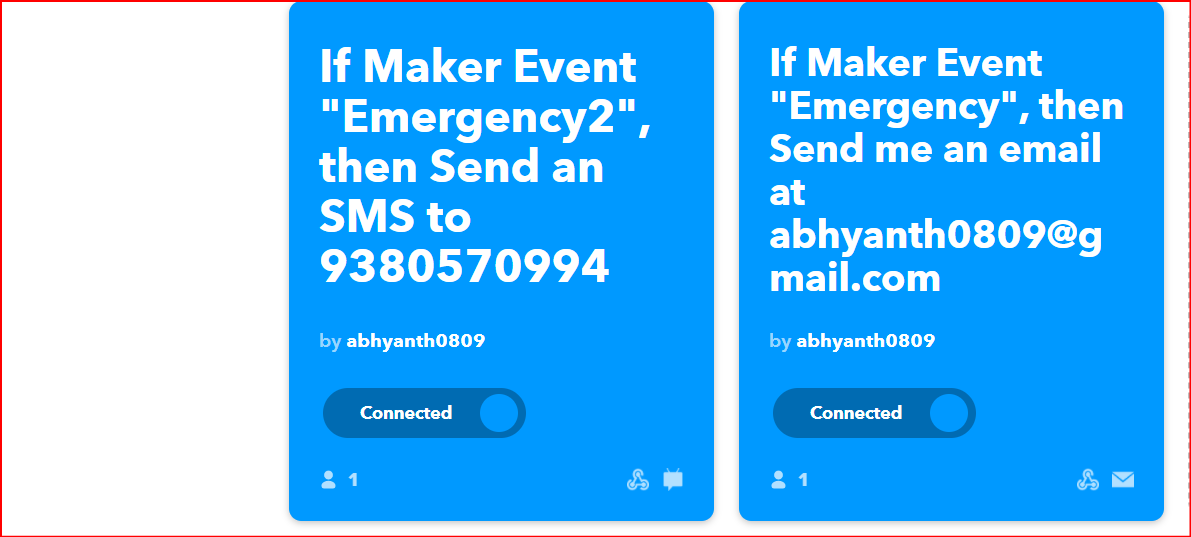 If Maker Event
"Emergency2",
then Send an
SMS to
9380570994
by abhyanth0809
Connected
1
If Maker Event
"Emergency", then
Send me an email
at
abhyanth0809@g
mail.com
by abhyanth0809
Connected
1